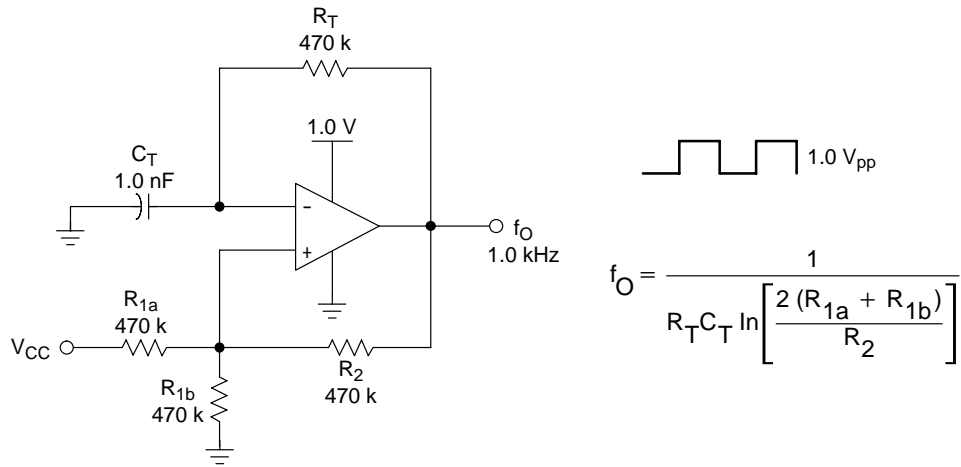 R_T
470 k
1.0 V
C_T
1.0 nF
-
+
f_O
1.0 kHz
R_1a
470 k
V_CC
R_2
470 k
R_1b
470 k
1.0 V_pp
f_O = 1 / R_T C_T ln [ 2 (R_1a + R_1b) / R_2 ]